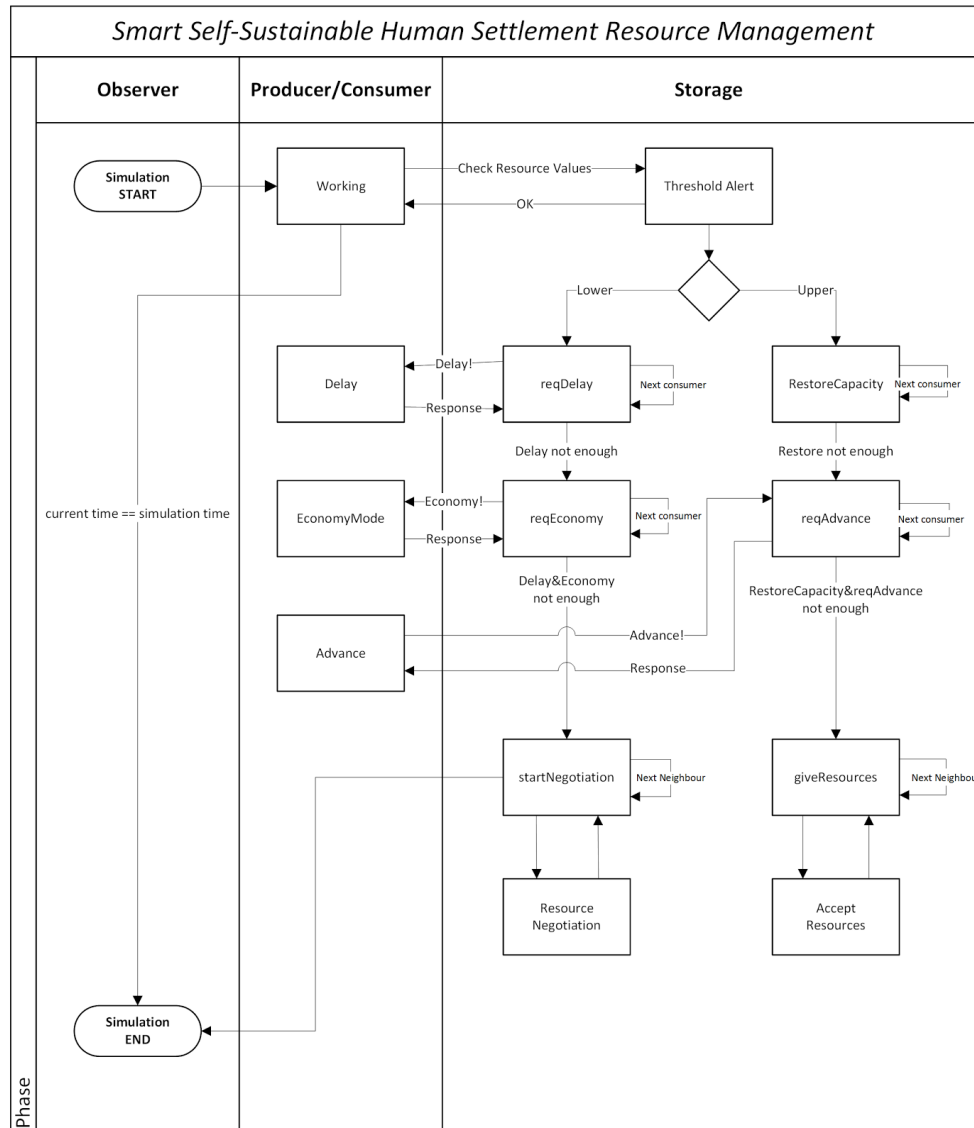 Smart Self-Sustainable Human Settlement Resource Management
Observer
Producer/Consumer
Storage
Simulation
START
Working
Check Resource Values
OK
Threshold Alert
Lower
Upper
Delay
Delay!
Response
reqDelay
Next consumer
RestoreCapacity
Next consumer
Delay not enough
Restore not enough
current time == simulation time
EconomyMode
Economy!
Response
reqEconomy
Next consumer
reqAdvance
Next consumer
Delay&Economy
not enough
RestoreCapacity&reqAdvance
not enough
Advance
Advance!
Response
startNegotiation
Next Neighbour
giveResources
Next Neighbour
Resource
Negotiation
Accept
Resources
Simulation
END
Phase